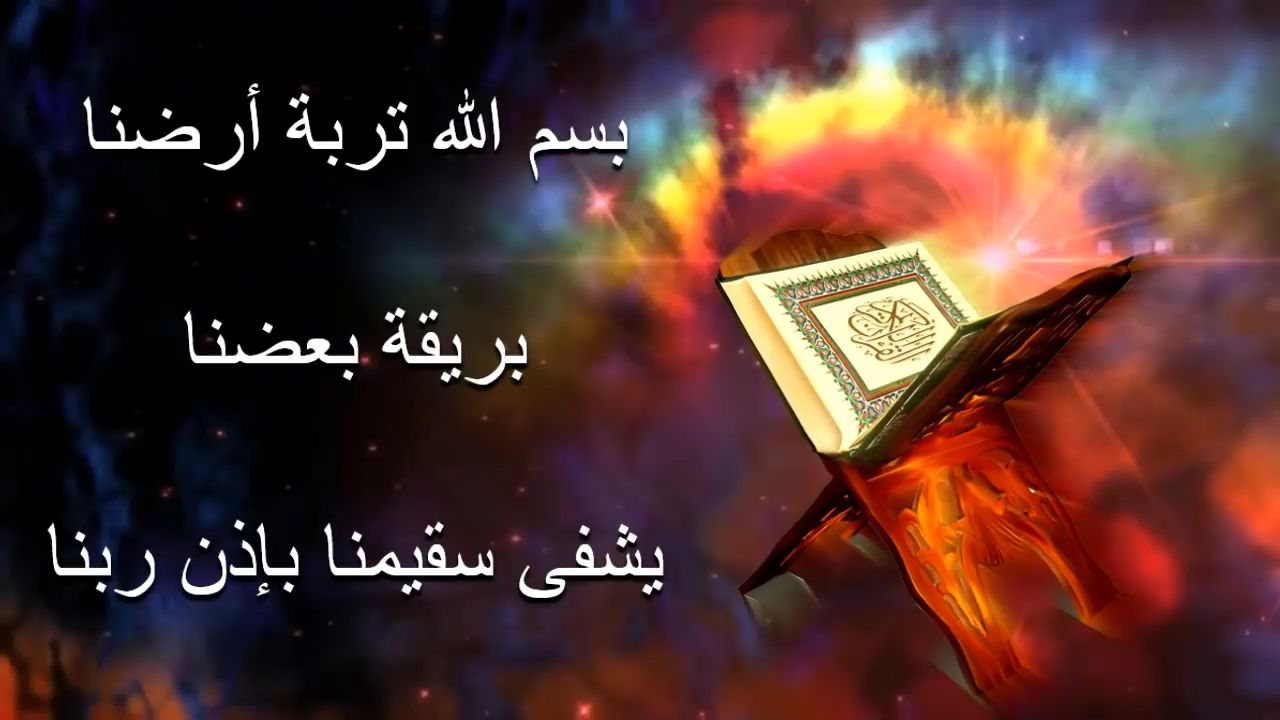 بسم الله تربة أرضنا
بريقة بعضنا
يشفى سقيمنا بإذن ربنا